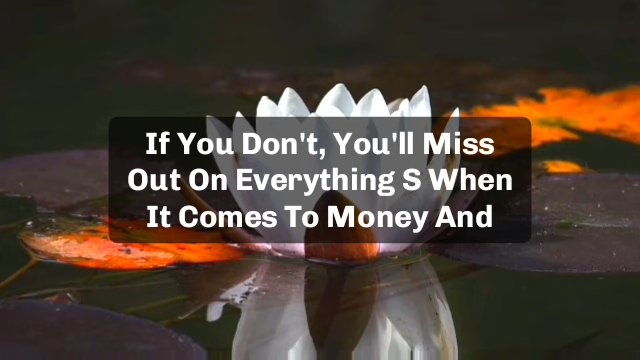 If You Don't, You'll Miss
Out On Everything S When
It Comes To Money And